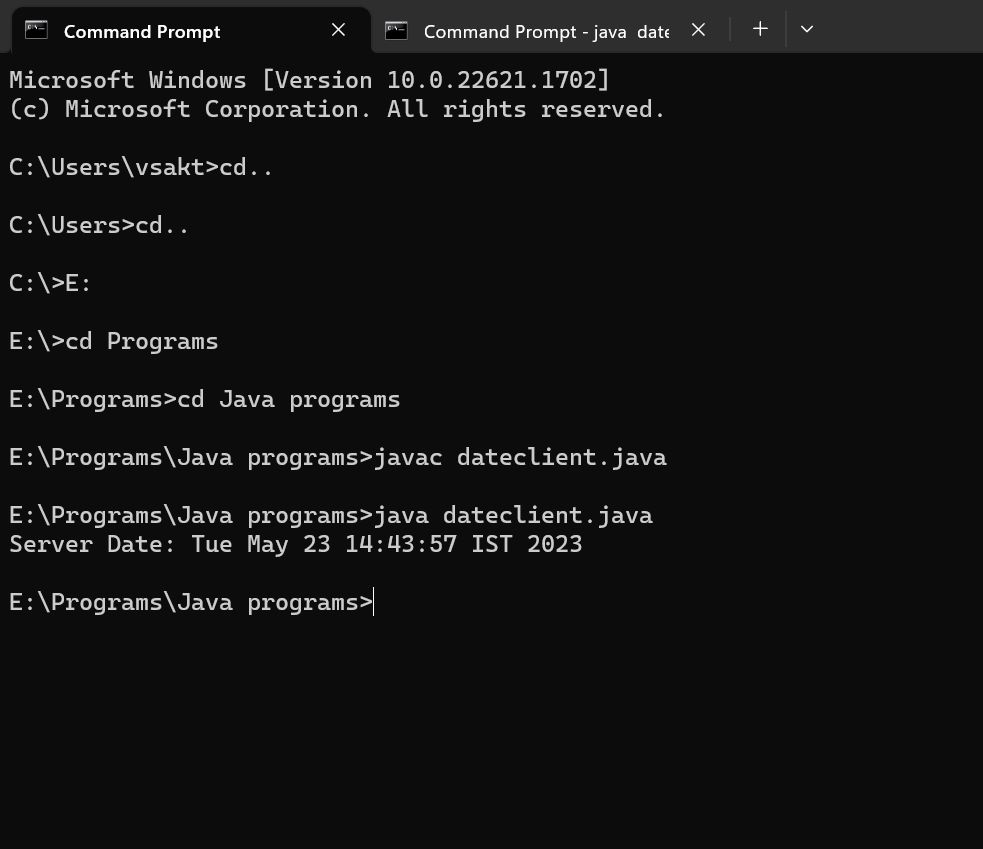 Command Prompt
Command Prompt - java date
Microsoft Windows [Version 10.0.22621.1702]
(c) Microsoft Corporation. All rights reserved.
C:\Users\vsakt>cd..
C:\Users>cd..
C:\>E:
E:\>cd Programs
E:\Programs>cd Java programs
E:\Programs\Java programs>javac dateclient.java
E:\Programs\Java programs>java dateclient.java
Server Date: Tue May 23 14:43:57 IST 2023
E:\Programs\Java programs>